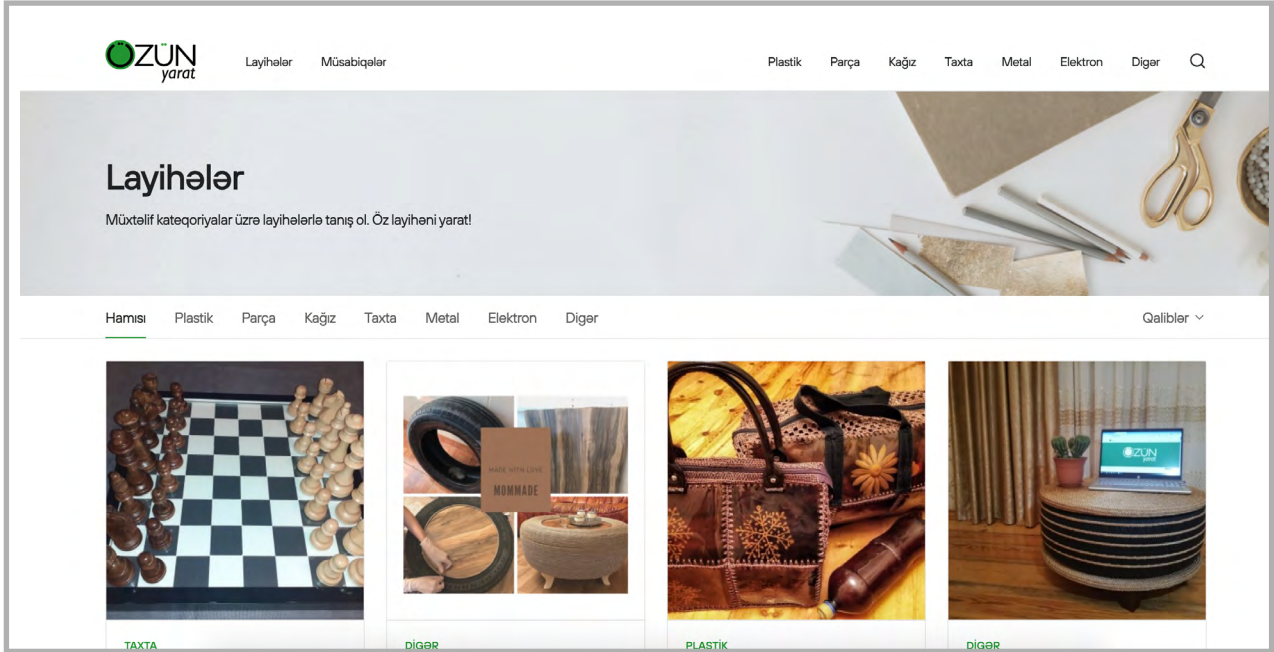 ÖZÜN
yarat
Layihələr Müsabiqələr
Plastik Parça Kağız Taxta Metal Elektron Digər
Layihələr
Müxtəlif kateqoriyalar üzrə layihələrlə tanış ol. Öz layihəni yarat!
Hamısı Plastik Parça Kağız Taxta Metal Elektron Digər
Qaliblər
MADE WITH LOVE
MOMMADE
ÖZÜN
yarat
TAXTA
DİGƏR
PLASTİK
DİGƏR